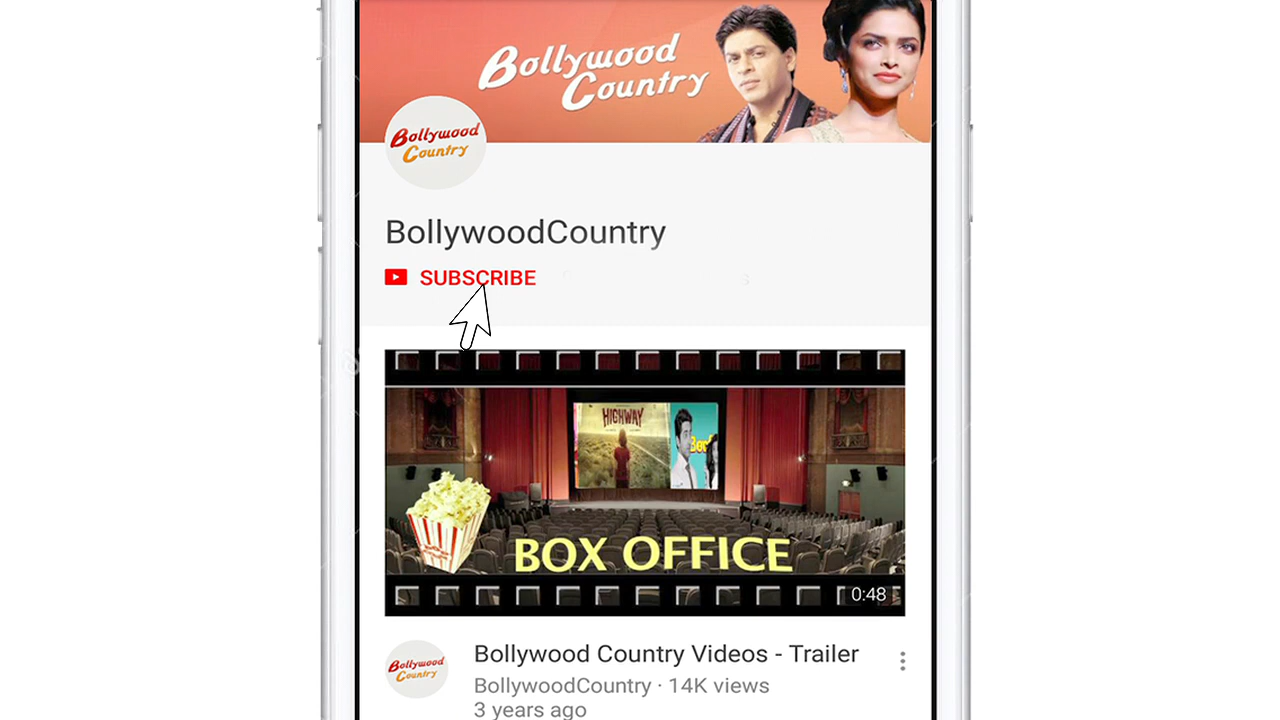 Bollywood
Country
Bollywood
Country
BollywoodCountry
SUBSCRIBE
HIGHWAY
BOX OFFICE
0:48
Bollywood
Country
Bollywood Country Videos - Trailer
BollywoodCountry · 14K views
3 years ago